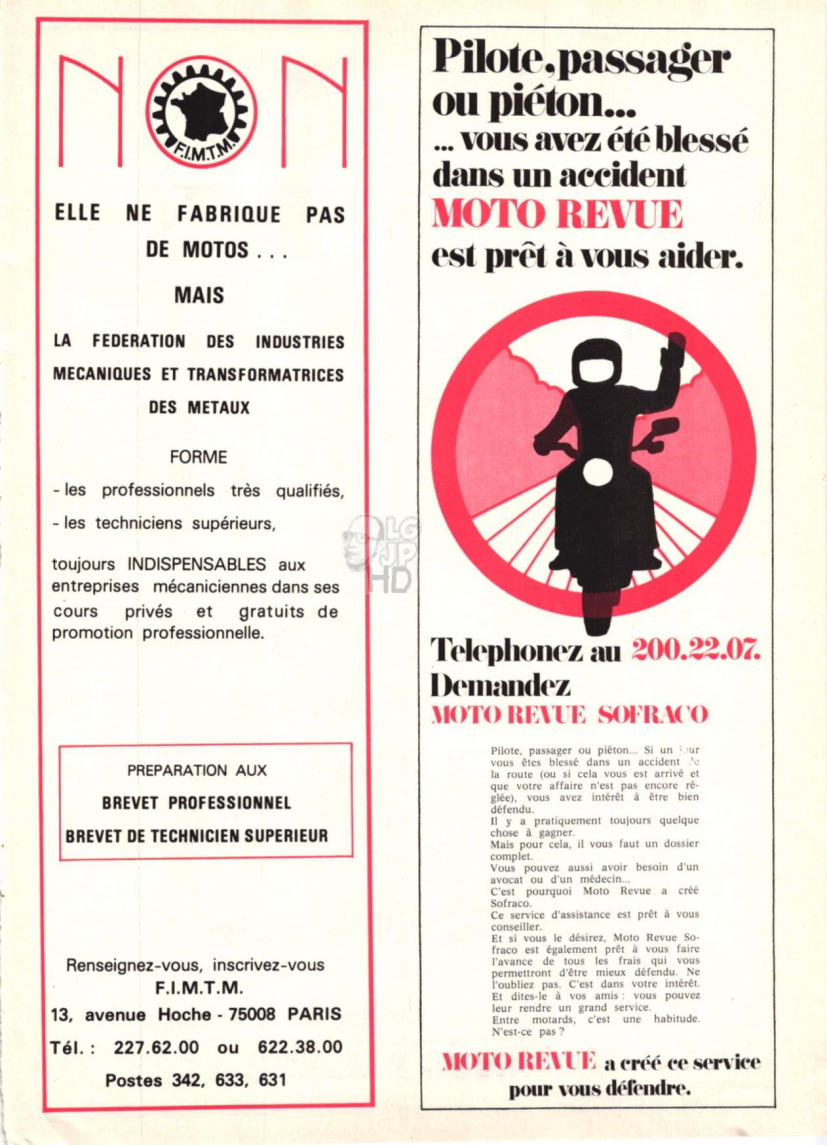 NON
F.I.M.T.M.
ELLE NE FABRIQUE PAS
DE MOTOS . . .
MAIS
LA FEDERATION DES INDUSTRIES
MECANIQUES ET TRANSFORMATRICES
DES METAUX
FORME
- les professionnels très qualifiés,
- les techniciens supérieurs,
toujours INDISPENSABLES aux
entreprises mécaniciennes dans ses
cours privés et gratuits de
promotion professionnelle.
PREPARATION AUX
BREVET PROFESSIONNEL
BREVET DE TECHNICIEN SUPERIEUR
Renseignez-vous, inscrivez-vous
F.I.M.T.M.
13, avenue Hoche - 75008 PARIS
Tél. : 227.62.00 ou 622.38.00
Postes 342, 633, 631
LG
JP
HD
Pilote, passager
ou piéton...
... vous avez été blessé
dans un accident
MOTO REVUE
est prêt à vous aider.
Telephonez au 200.22.07.
Demandez
MOTO REVUE SOFRACO
Pilote, passager ou piéton... Si un jour
vous êtes blessé dans un accident de
la route (ou si cela vous est arrivé et
que votre affaire n'est pas encore ré-
glée), vous avez intérêt à être bien
défendu.
Il y a pratiquement toujours quelque
chose à gagner.
Mais pour cela, il vous faut un dossier
complet.
Vous pouvez aussi avoir besoin d'un
avocat ou d'un médecin...
C'est pourquoi Moto Revue a créé
Sofraco.
Ce service d'assistance est prêt à vous
conseiller.
Et si vous le désirez, Moto Revue So-
fraco est également prêt à vous faire
l'avance de tous les frais qui vous
permettront d'être mieux défendu. Ne
l'oubliez pas. C'est dans votre intérêt.
Et dites-le à vos amis : vous pouvez
leur rendre un grand service.
Entre motards, c'est une habitude.
N'est-ce pas ?
MOTO REVUE a créé ce service
pour vous défendre.